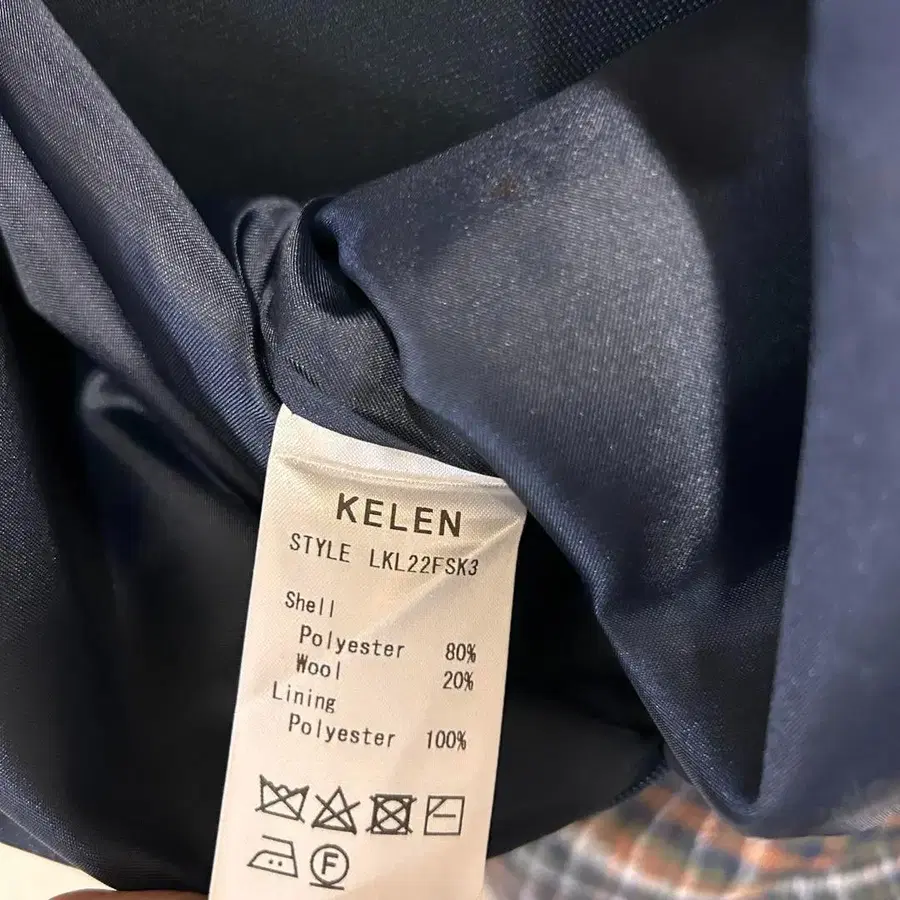 KELEN
STYLE LKL22FSK3
Shell
Polyester 80%
Wool 20%
Lining
Polyester 100%
F